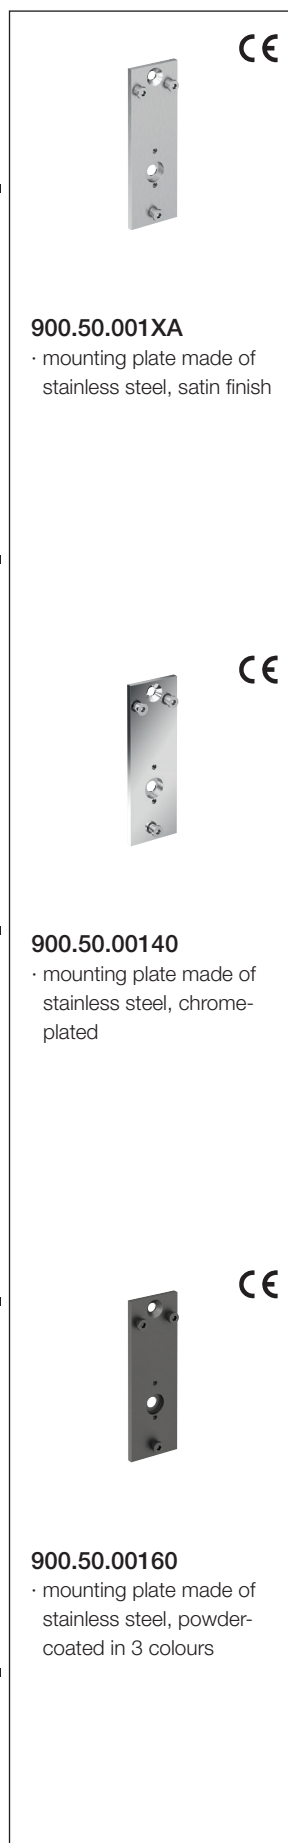 CE
900.50.001XA
· mounting plate made of
stainless steel, satin finish
CE
900.50.00140
· mounting plate made of
stainless steel, chrome-
plated
CE
900.50.00160
· mounting plate made of
stainless steel, powder-
coated in 3 colours